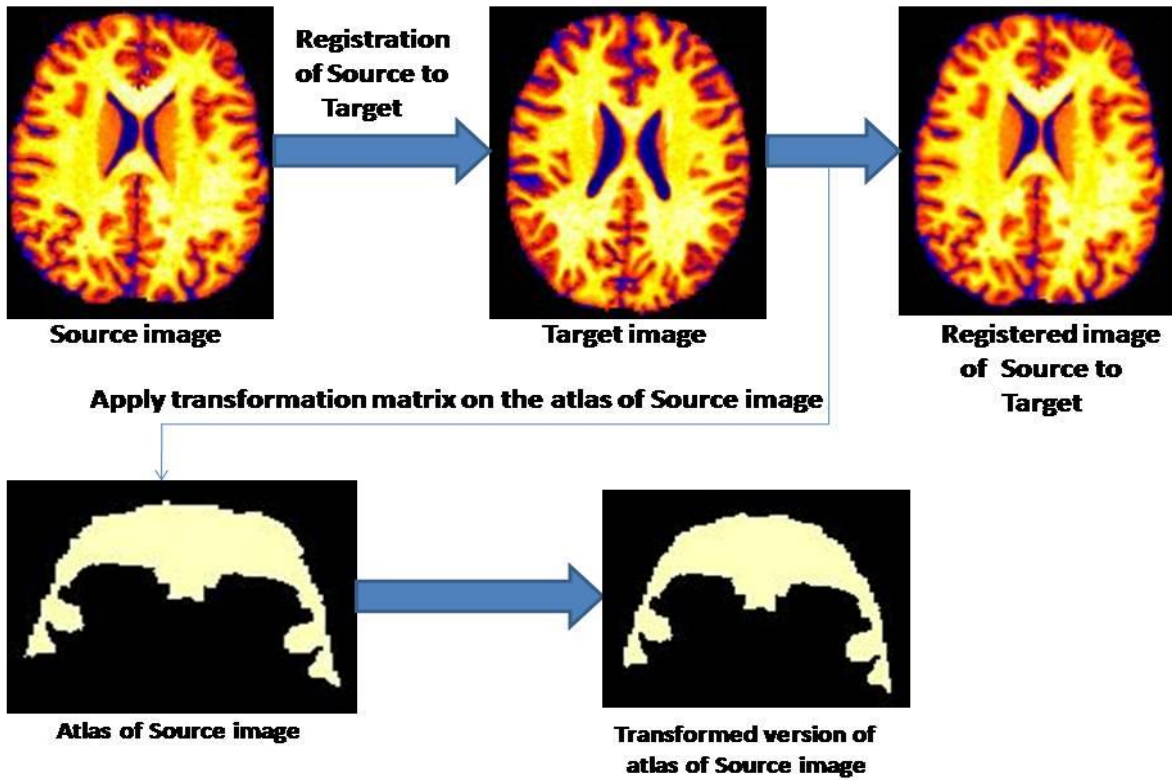 Registration
of Source to
Target
Source image
Target image
Registered image
of Source to
Target
Apply transformation matrix on the atlas of Source image
Atlas of Source image
Transformed version of
atlas of Source image